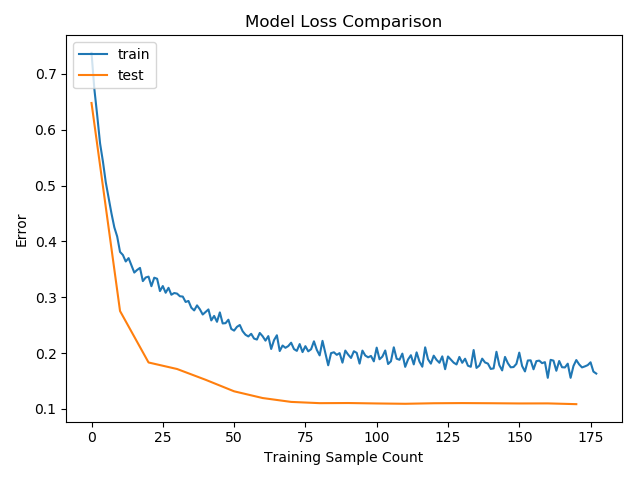 Model Loss Comparison
train
test
Error
0.7
0.6
0.5
0.4
0.3
0.2
0.1
0 25 50 75 100 125 150 175
Training Sample Count